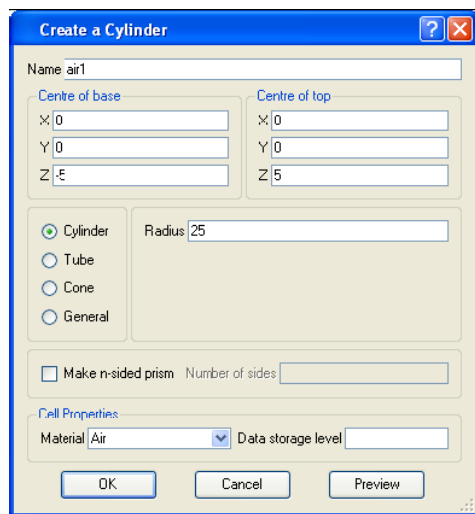 Create a Cylinder
Name air1
Centre of base Centre of top
X 0 X 0
Y 0 Y 0
Z -5 Z 5
Cylinder Radius 25
Tube
Cone
General
Make n-sided prism Number of sides
Cell Properties
Material Air Data storage level
OK Cancel Preview